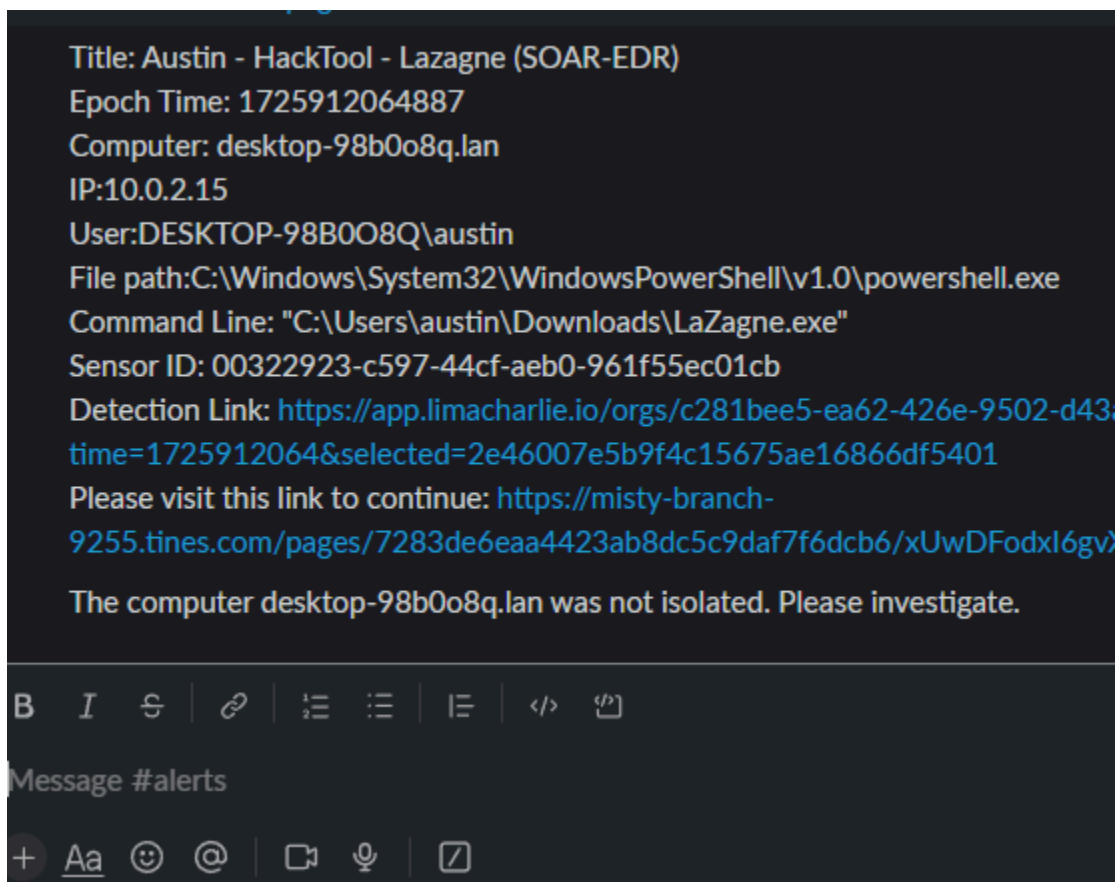 Title: Austin - HackTool - Lazagne (SOAR-EDR)
Epoch Time: 1725912064887
Computer: desktop-98b0o8q.lan
IP:10.0.2.15
User:DESKTOP-98B0O8Q\austin
File path:C:\Windows\System32\WindowsPowerShell\v1.0\powershell.exe
Command Line: "C:\Users\austin\Downloads\LaZagne.exe"
Sensor ID: 00322923-c597-44cf-aeb0-961f55ec01cb
Detection Link: https://app.limacharlie.io/orgs/c281bee5-ea62-426e-9502-d43a
time=1725912064&selected=2e46007e5b9f4c15675ae16866df5401
Please visit this link to continue: https://misty-branch-
9255.tines.com/pages/7283de6eaa4423ab8dc5c9daf7f6dcb6/xUwDFodxI6gvX
The computer desktop-98b0o8q.lan was not isolated. Please investigate.
B I S
Message #alerts
+ Aa @